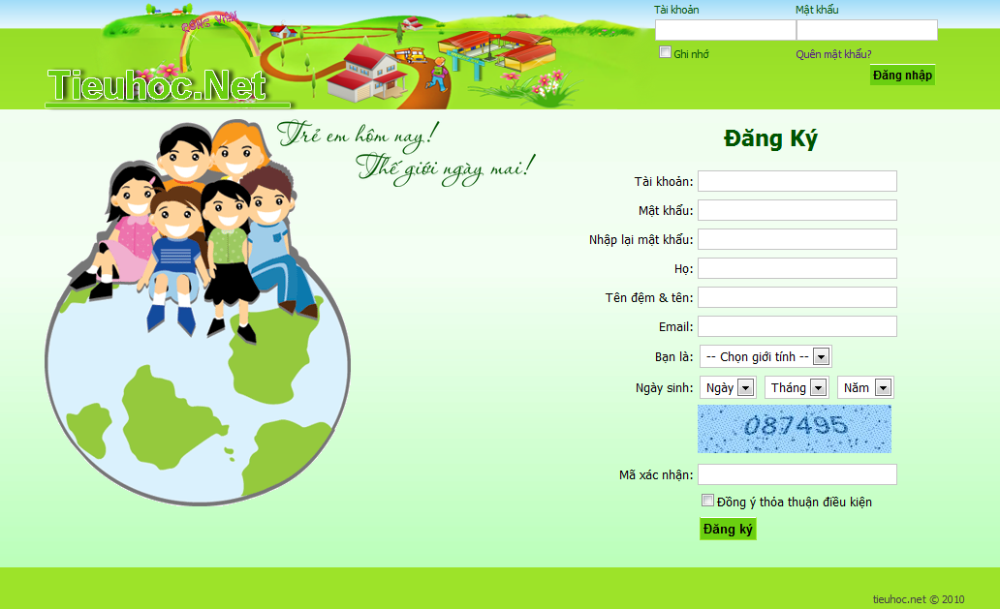 Tài khoản
Mật khẩu
Ghi nhớ
Quên mật khẩu?
Đăng nhập
CÔNG VIÊN
Tieuhoc.Net
Trẻ em hôm nay!
Thế giới ngày mai!
Đăng Ký
Tài khoản:
Mật khẩu:
Nhập lại mật khẩu:
Họ:
Tên đệm & tên:
Email:
Bạn là: -- Chọn giới tính --
Ngày sinh: Ngày Tháng Năm
087495
Mã xác nhận:
Đồng ý thỏa thuận điều kiện
Đăng ký
tieuhoc.net © 2010